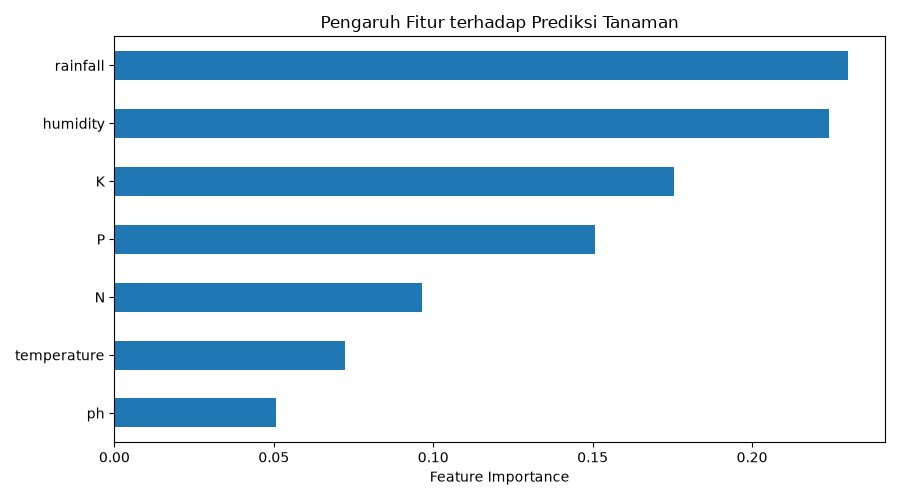 Pengaruh Fitur terhadap Prediksi Tanaman
rainfall
humidity
K
P
N
temperature
ph
0.00 0.05 0.10 0.15 0.20
Feature Importance